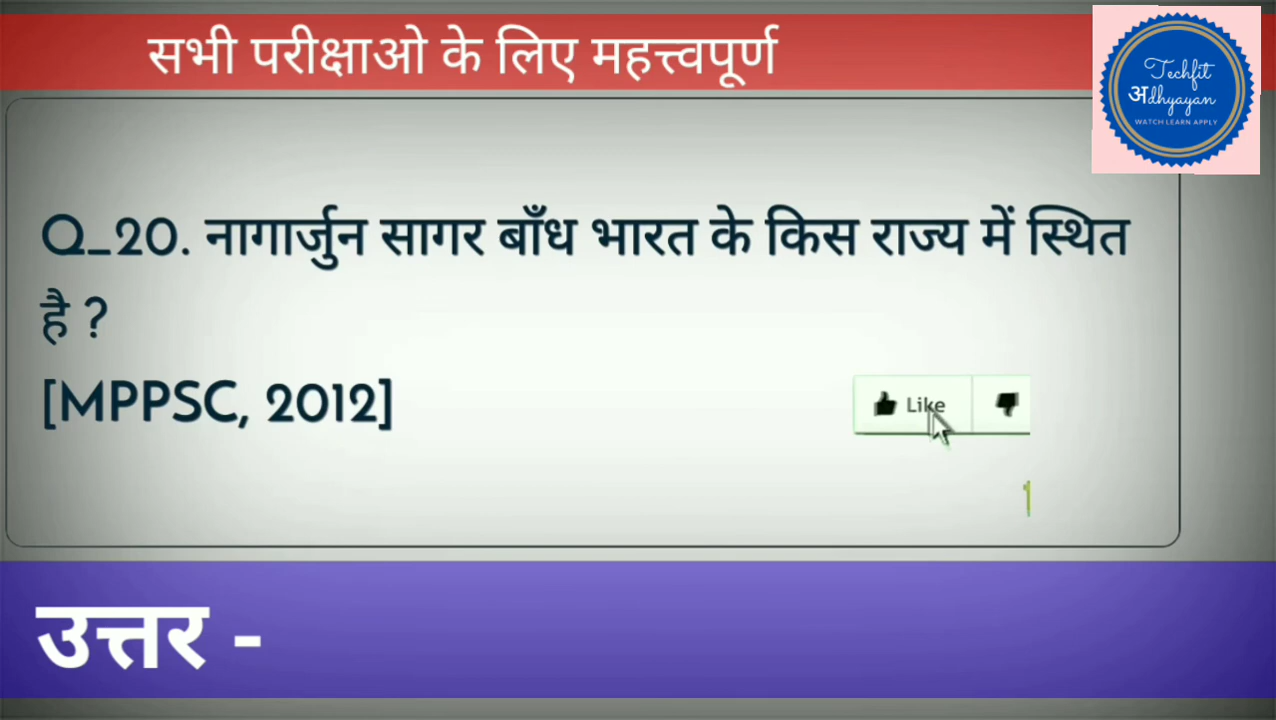 सभी परीक्षाओ के लिए महत्त्वपूर्ण
Techfit
अdhyayan
WATCH LEARN APPLY
Q_20. नागार्जुन सागर बाँध भारत के किस राज्य में स्थित
है ?
[MPPSC, 2012]
Like
1
उत्तर -